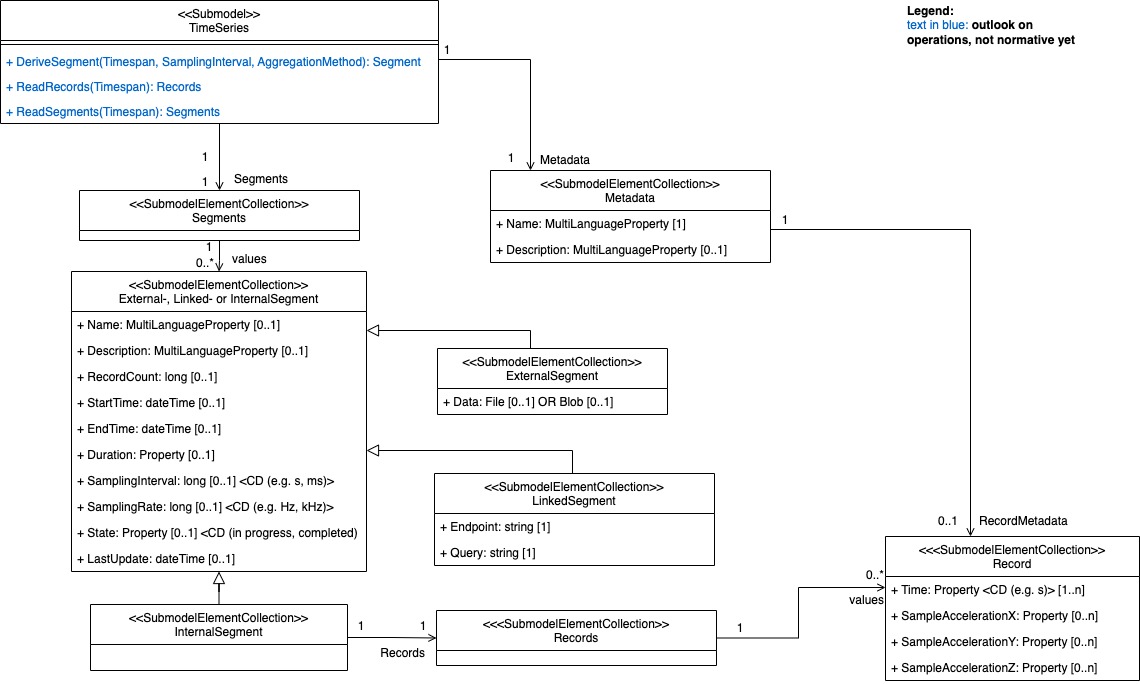 <<Submodel>>
TimeSeries
+ DeriveSegment(Timespan, SamplingInterval, AggregationMethod): Segment
+ ReadRecords(Timespan): Records
+ ReadSegments(Timespan): Segments
Legend:
text in blue: outlook on
operations, not normative yet
1
1
Metadata
1
1
Segments
<<SubmodelElementCollection>>
Metadata
+ Name: MultiLanguageProperty [1]
+ Description: MultiLanguageProperty [0..1]
1
<<SubmodelElementCollection>>
Segments
1
0..*
values
<<SubmodelElementCollection>>
External-, Linked- or InternalSegment
+ Name: MultiLanguageProperty [0..1]
+ Description: MultiLanguageProperty [0..1]
+ RecordCount: long [0..1]
+ StartTime: dateTime [0..1]
+ EndTime: dateTime [0..1]
+ Duration: Property [0..1]
+ SamplingInterval: long [0..1] <CD (e.g. s, ms)>
+ SamplingRate: long [0..1] <CD (e.g. Hz, kHz)>
+ State: Property [0..1] <CD (in progress, completed)
+ LastUpdate: dateTime [0..1]
<<SubmodelElementCollection>>
ExternalSegment
+ Data: File [0..1] OR Blob [0..1]
<<SubmodelElementCollection>>
LinkedSegment
+ Endpoint: string [1]
+ Query: string [1]
0..1
RecordMetadata
<<<SubmodelElementCollection>>
Record
+ Time: Property <CD (e.g. s)> [1..n]
+ SampleAccelerationX: Property [0..n]
+ SampleAccelerationY: Property [0..n]
+ SampleAccelerationZ: Property [0..n]
<<SubmodelElementCollection>>
InternalSegment
1
1
Records
<<<SubmodelElementCollection>>
Records
1
0..*
values